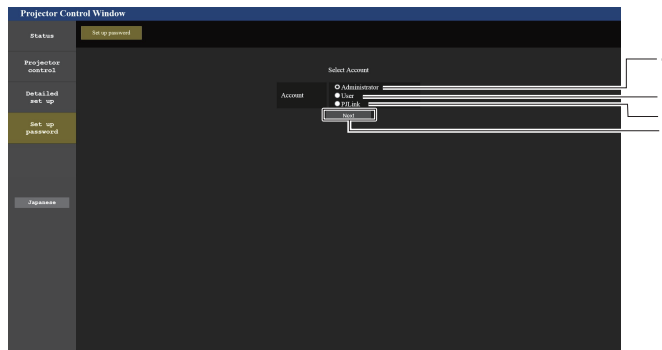 Projector Control Window
Status
Set up password
Projector
control
Select Account
Account
Administrator
User
PJLink
Detailed
set up
Next
Set up
password
Japanese